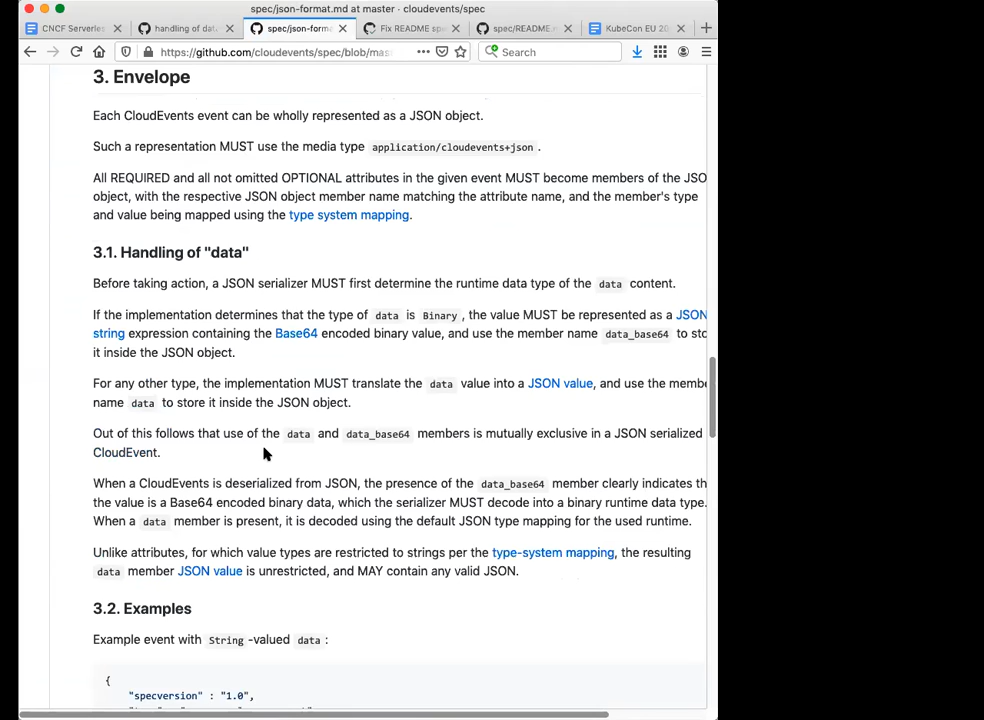 spec/json-format.md at master · cloudevents/spec
CNCF Serverles
handling of dat
spec/json-form
Fix README sp
spec/README.
KubeCon EU 20
https://github.com/cloudevents/spec/blob/mas
Search
3. Envelope
Each CloudEvents event can be wholly represented as a JSON object.
Such a representation MUST use the media type application/cloudevents+json .
All REQUIRED and all not omitted OPTIONAL attributes in the given event MUST become members of the JSO
object, with the respective JSON object member name matching the attribute name, and the member's type
and value being mapped using the type system mapping.
3.1. Handling of "data"
Before taking action, a JSON serializer MUST first determine the runtime data type of the data content.
If the implementation determines that the type of data is Binary , the value MUST be represented as a JSON
string expression containing the Base64 encoded binary value, and use the member name data_base64 to sto
it inside the JSON object.
For any other type, the implementation MUST translate the data value into a JSON value, and use the membe
name data to store it inside the JSON object.
Out of this follows that use of the data and data_base64 members is mutually exclusive in a JSON serialized
CloudEvent.
When a CloudEvents is deserialized from JSON, the presence of the data_base64 member clearly indicates th
the value is a Base64 encoded binary data, which the serializer MUST decode into a binary runtime data type.
When a data member is present, it is decoded using the default JSON type mapping for the used runtime.
Unlike attributes, for which value types are restricted to strings per the type-system mapping, the resulting
data member JSON value is unrestricted, and MAY contain any valid JSON.
3.2. Examples
Example event with String -valued data :
{
"specversion" : "1.0",